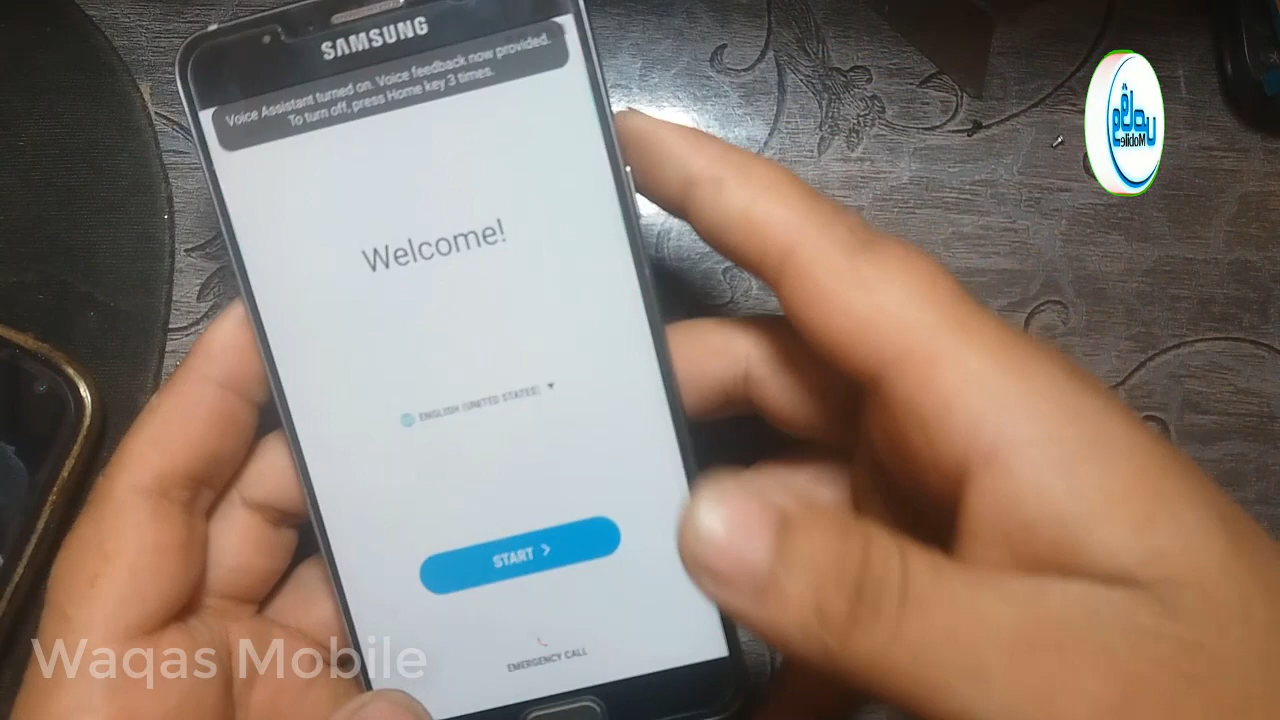 SAMSUNG
Voice Assistant turned on. Voice feedback now provided.
To turn off, press Home key 3 times.
Welcome!
ENGLISH (UNITED STATES)
START
EMERGENCY CALL
Mobile
Waqas Mobile